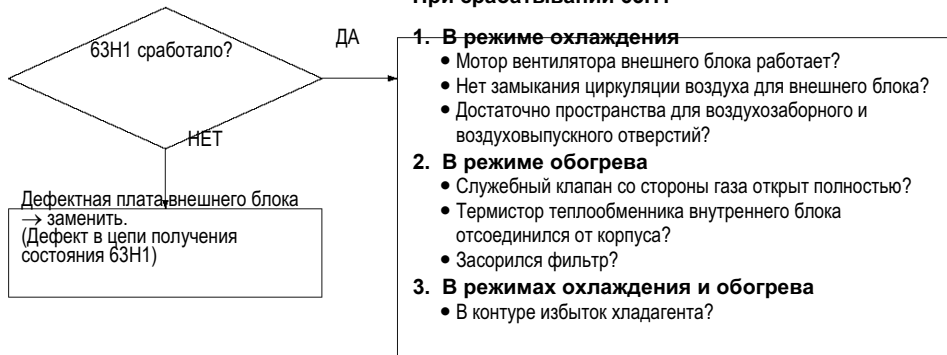 При срабатывании 63H1
63H1 сработало?
ДА
НЕТ
Дефектная плата внешнего блока
→ заменить.
(Дефект в цепи получения
состояния 63H1)
1. В режиме охлаждения
• Мотор вентилятора внешнего блока работает?
• Нет замыкания циркуляции воздуха для внешнего блока?
• Достаточно пространства для воздухозаборного и
воздуховыпускного отверстий?
2. В режиме обогрева
• Служебный клапан со стороны газа открыт полностью?
• Термистор теплообменника внутреннего блока
отсоединился от корпуса?
• Засорился фильтр?
3. В режимах охлаждения и обогрева
• В контуре избыток хладагента?